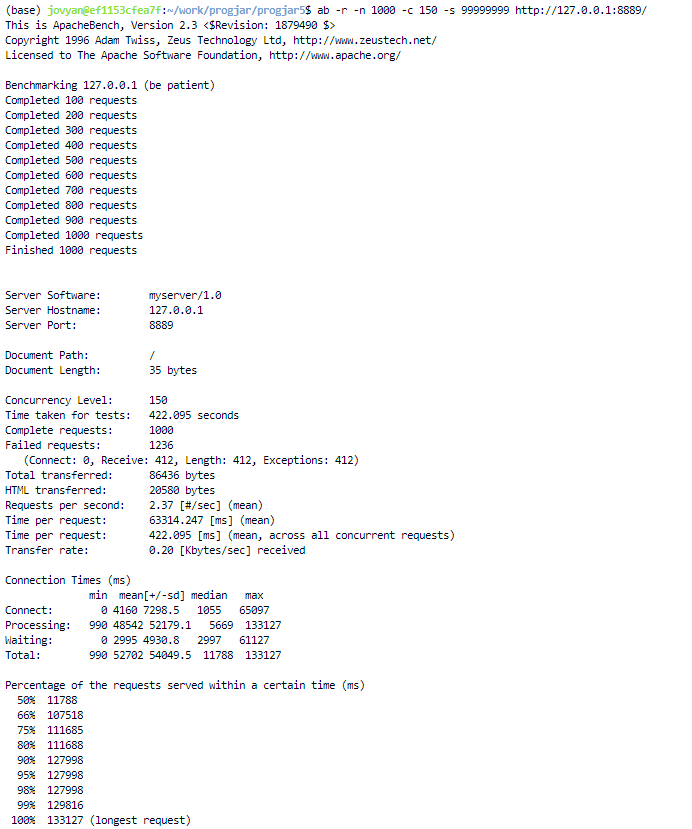 (base) jovyan@ef1153cfea7f:~/work/progjar/progjar5$ ab -r -n 1000 -c 150 -s 99999999 http://127.0.0.1:8889/
This is ApacheBench, Version 2.3 <$Revision: 1879490 $>
Copyright 1996 Adam Twiss, Zeus Technology Ltd, http://www.zeustech.net/
Licensed to The Apache Software Foundation, http://www.apache.org/

Benchmarking 127.0.0.1 (be patient)
Completed 100 requests
Completed 200 requests
Completed 300 requests
Completed 400 requests
Completed 500 requests
Completed 600 requests
Completed 700 requests
Completed 800 requests
Completed 900 requests
Completed 1000 requests
Finished 1000 requests

Server Software:        myserver/1.0
Server Hostname:        127.0.0.1
Server Port:            8889

Document Path:          /
Document Length:        35 bytes

Concurrency Level:      150
Time taken for tests:   422.095 seconds
Complete requests:      1000
Failed requests:        1236
   (Connect: 0, Receive: 412, Length: 412, Exceptions: 412)
Total transferred:      86436 bytes
HTML transferred:       20580 bytes
Requests per second:    2.37 [#/sec] (mean)
Time per request:       63314.247 [ms] (mean)
Time per request:       422.095 [ms] (mean, across all concurrent requests)
Transfer rate:          0.20 [Kbytes/sec] received

Connection Times (ms)
              min  mean[+/-sd] median   max
Connect:        0 4160 7298.5   1055   65097
Processing:   990 48542 52179.1   5669  133127
Waiting:        0 2995 4930.8   2997   61127
Total:        990 52702 54049.5  11788  133127

Percentage of the requests served within a certain time (ms)
  50%  11788
  66%  107518
  75%  111685
  80%  111688
  90%  127998
  95%  127998
  98%  127998
  99%  129816
 100%  133127 (longest request)